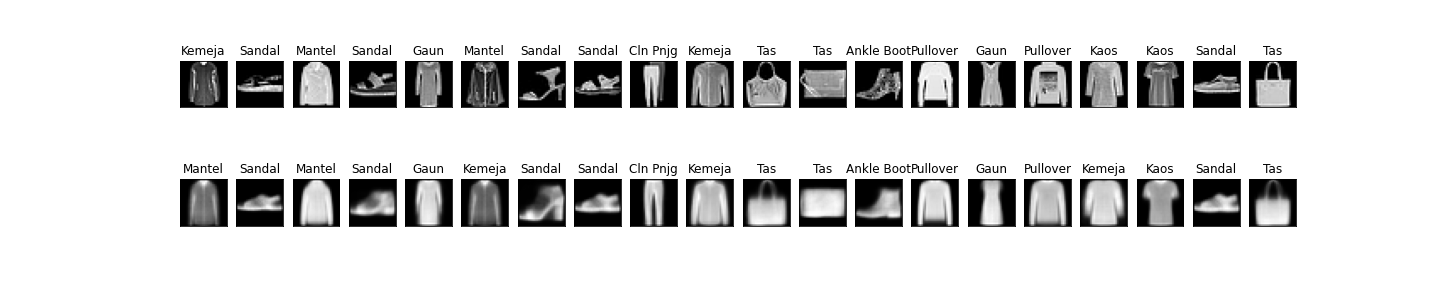 Kemeja Sandal Mantel Sandal Gaun Mantel Sandal Sandal Cln Pnjg Kemeja Tas Tas Ankle Boot Pullover Gaun Pullover Kaos Kaos Sandal Tas
Mantel Sandal Mantel Sandal Gaun Kemeja Sandal Sandal Cln Pnjg Kemeja Tas Tas Ankle Boot Pullover Gaun Pullover Kemeja Kaos Sandal Tas